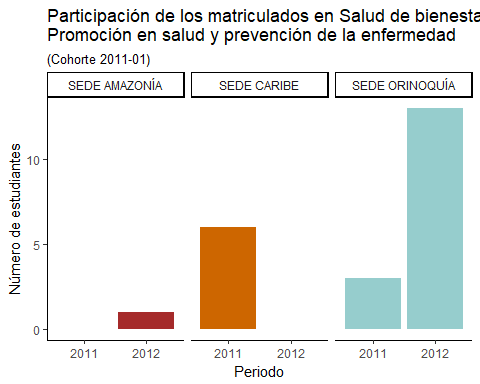 Participación de los matriculados en Salud de
Promoción en salud y prevención de la enfermedad
(Cohorte 2011-01)
SEDE AMAZONÍA SEDE CARIBE SEDE ORINOQUÍA
Número de estudiantes
10
5
0
2011 2012 2011 2012 2011 2012
Periodo